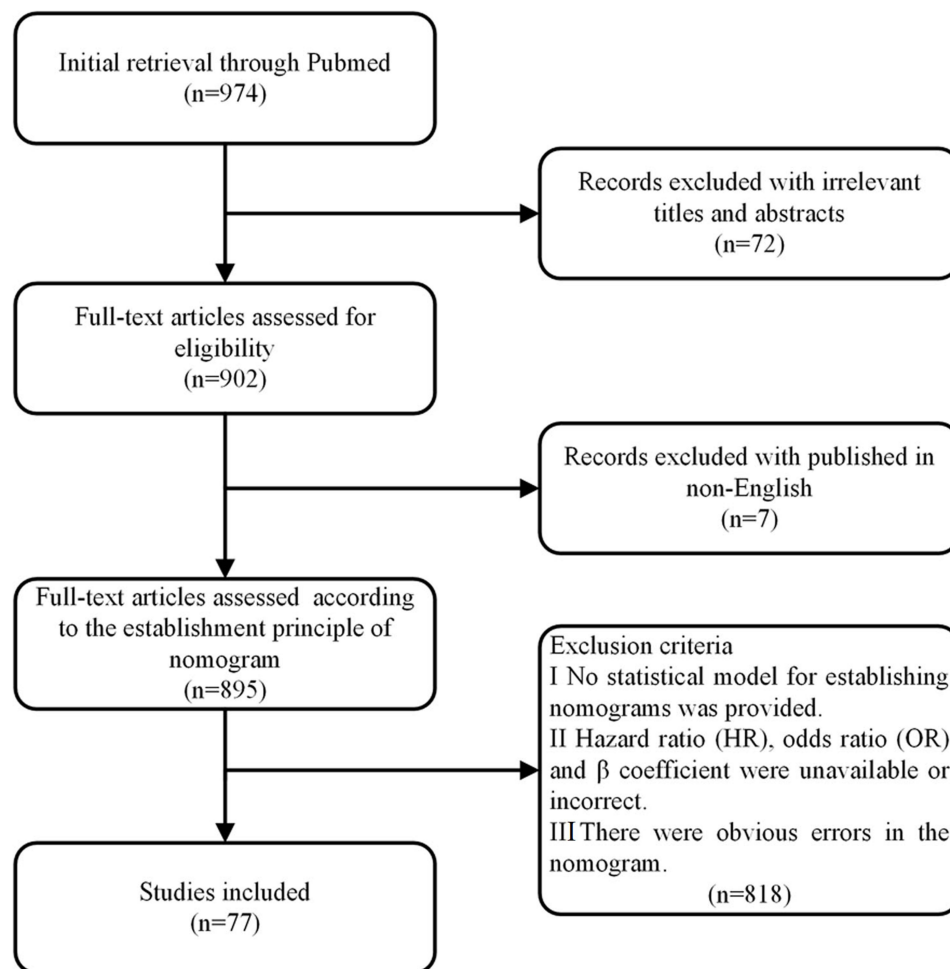 Initial retrieval through Pubmed
(n=974)
Records excluded with irrelevant
titles and abstracts
(n=72)
Full-text articles assessed for
eligibility
(n=902)
Records excluded with published in
non-English
(n=7)
Full-text articles assessed according
to the establishment principle of
nomogram
(n=895)
Exclusion criteria
I No statistical model for establishing
nomograms was provided.
II Hazard ratio (HR), odds ratio (OR)
and β coefficient were unavailable or
incorrect.
III There were obvious errors in the
nomogram.
(n=818)
Studies included
(n=77)